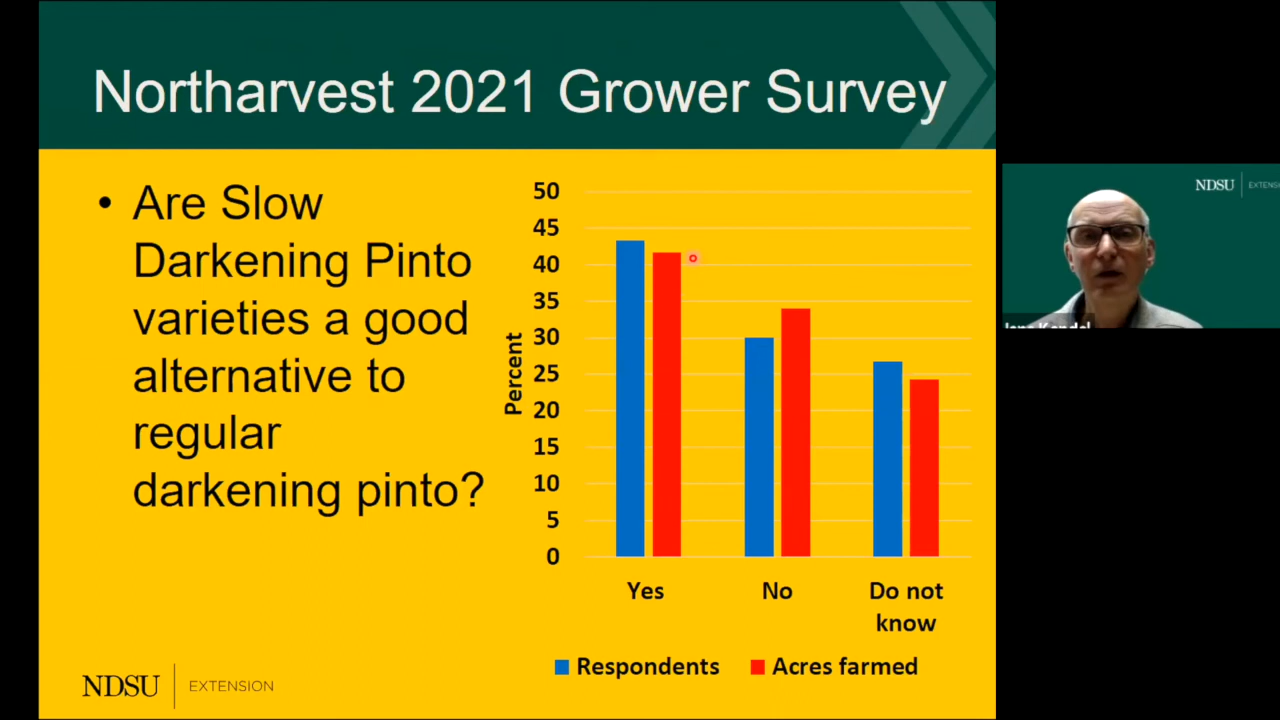 Northarvest 2021 Grower Survey
• Are Slow
Darkening Pinto
varieties a good
alternative to
regular
darkening pinto?
50
45
40
35
30
25
20
15
10
5
0
Percent
Yes
No
Do not
know
Respondents
Acres farmed
NDSU
EXTENSION
NDSU